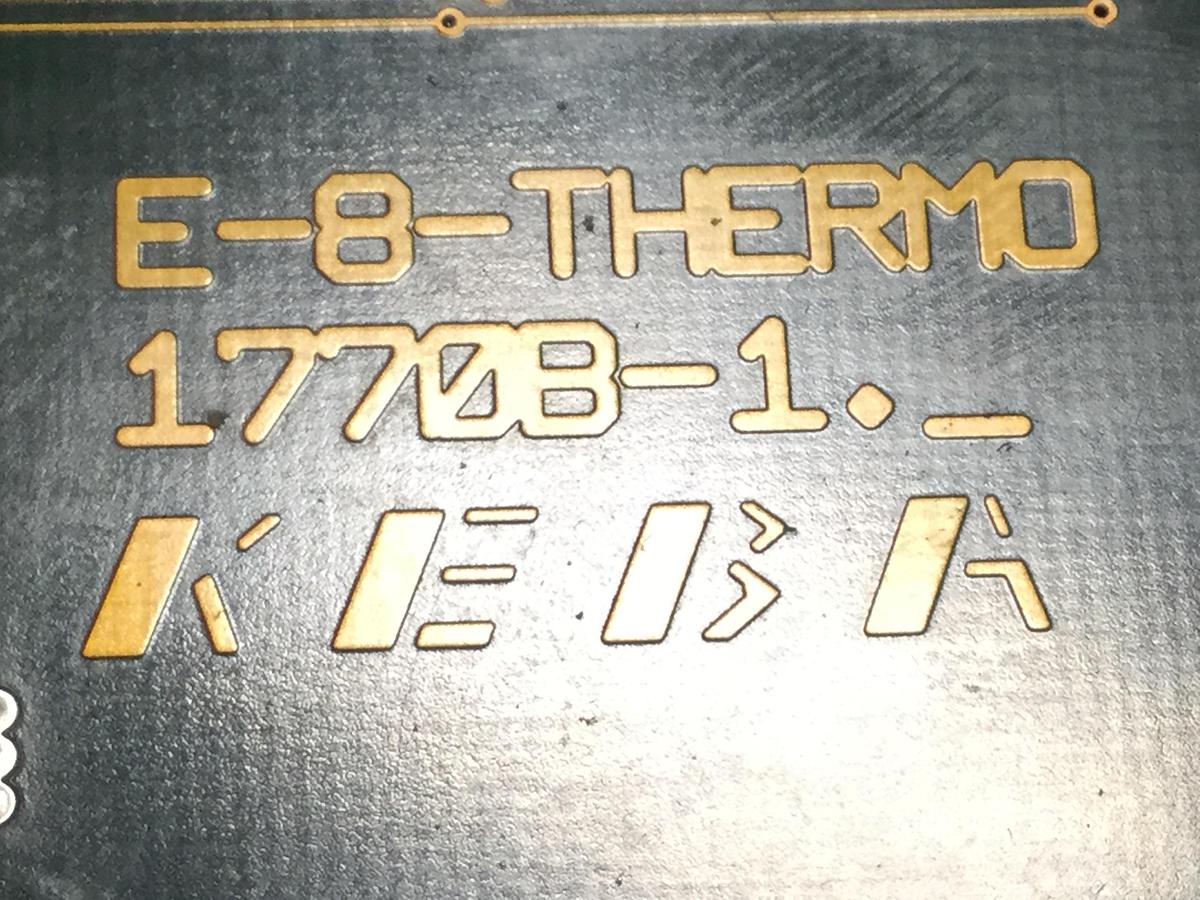 E-8-THERMO
1770B-1._
KEBA